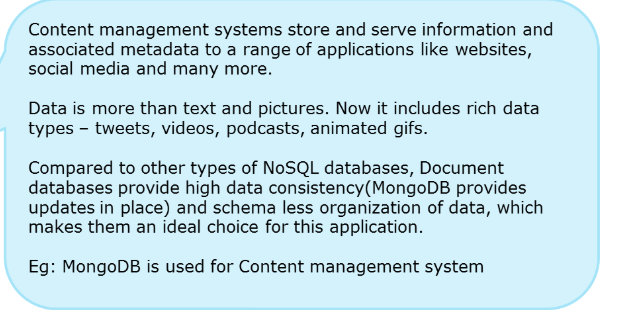 Content management systems store and serve information and
associated metadata to a range of applications like websites,
social media and many more.
Data is more than text and pictures. Now it includes rich data
types – tweets, videos, podcasts, animated gifs.
Compared to other types of NoSQL databases, Document
databases provide high data consistency(MongoDB provides
updates in place) and schema less organization of data, which
makes them an ideal choice for this application.
Eg: MongoDB is used for Content management system